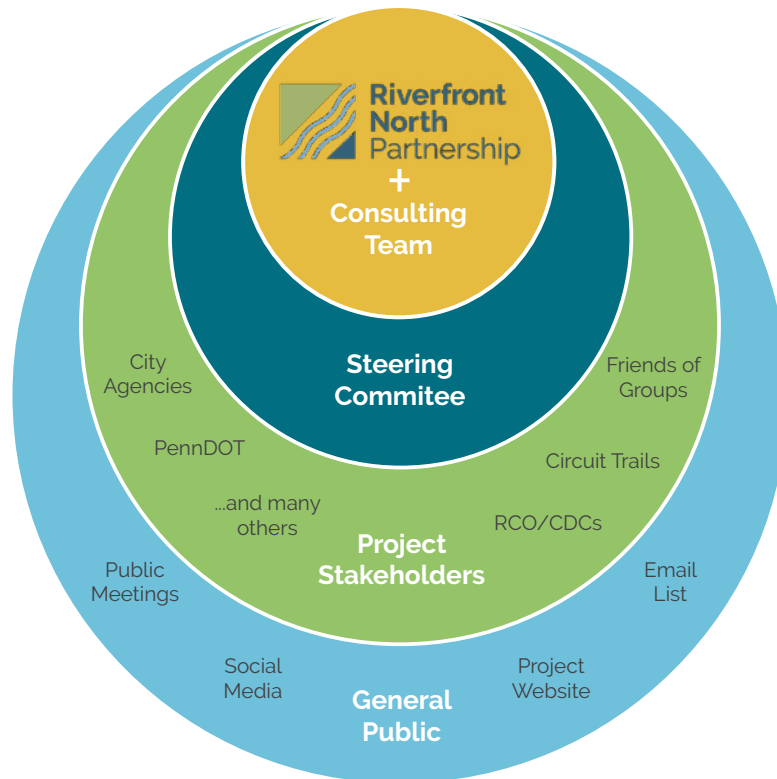 Riverfront
North
Partnership
+
Consulting
Team
Steering
Commitee
City
Agencies
Friends of
Groups
PennDOT
Circuit Trails
...and many
others
RCO/CDCs
Project
Stakeholders
Public
Meetings
Email
List
Social
Media
Project
Website
General
Public